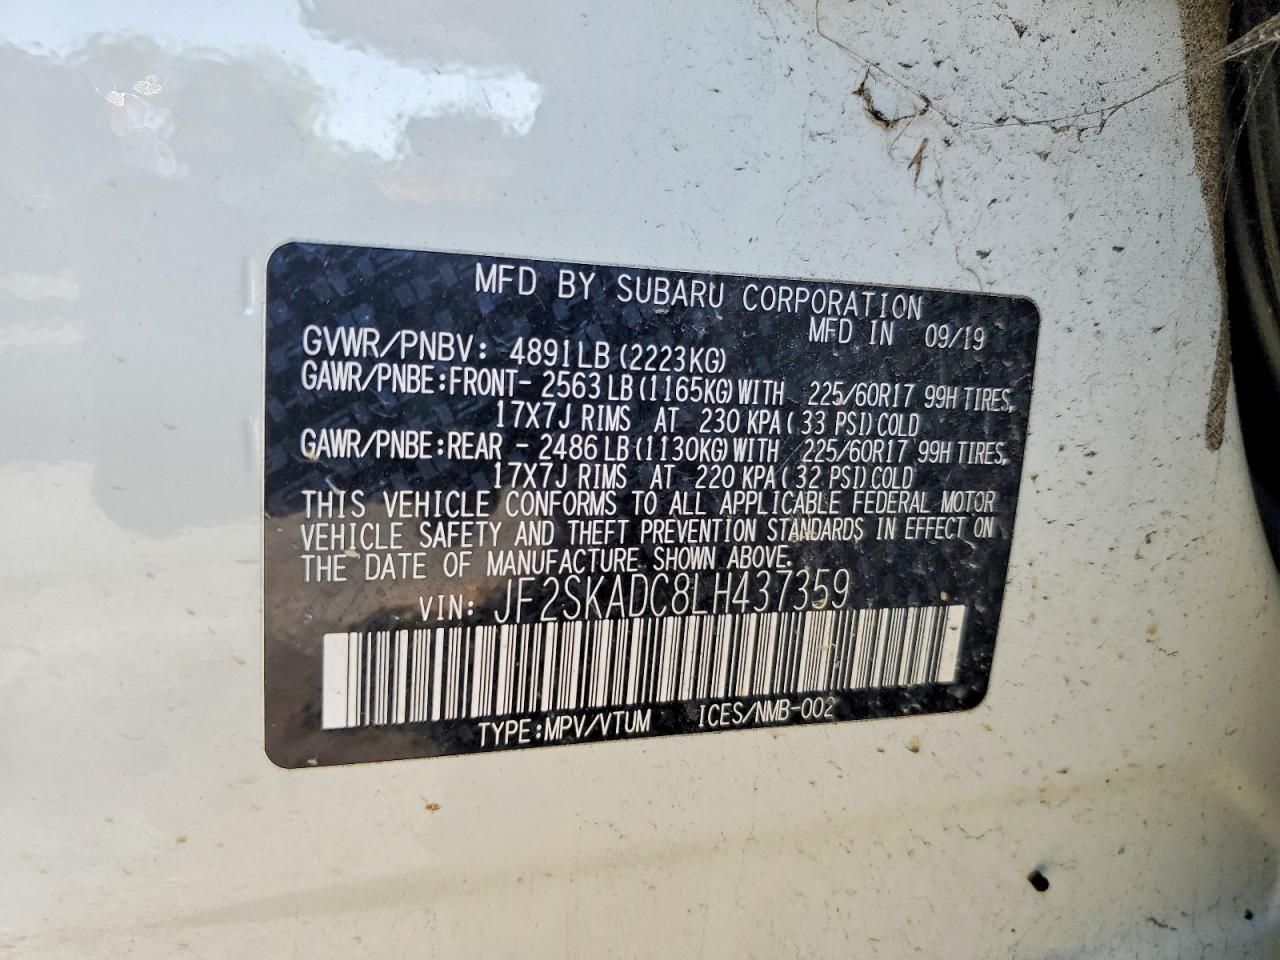 MFD BY SUBARU CORPORATION
MFD IN 09/19
GVWR/PNBV: 4891LB (2223KG)
GAWR/PNBE:FRONT- 2563 LB (1165KG) WITH 225/60R17 99H TIRES,
17X7J RIMS AT 230 KPA ( 33 PSI) COLD
GAWR/PNBE:REAR - 2486 LB (1130KG) WITH 225/60R17 99H TIRES,
17X7J RIMS AT 220 KPA ( 32 PSI) COLD
THIS VEHICLE CONFORMS TO ALL APPLICABLE FEDERAL MOTOR
VEHICLE SAFETY AND THEFT PREVENTION STANDARDS IN EFFECT ON
THE DATE OF MANUFACTURE SHOWN ABOVE.
VIN: JF2SKADC8LH437359
TYPE:MPV/VTUM ICES/NMB-002